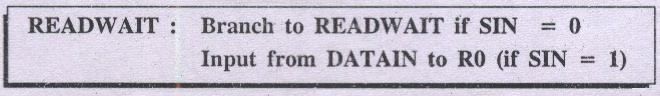 READWAIT : Branch to READWAIT if SIN = 0
Input from DATAIN to R0 (if SIN = 1)